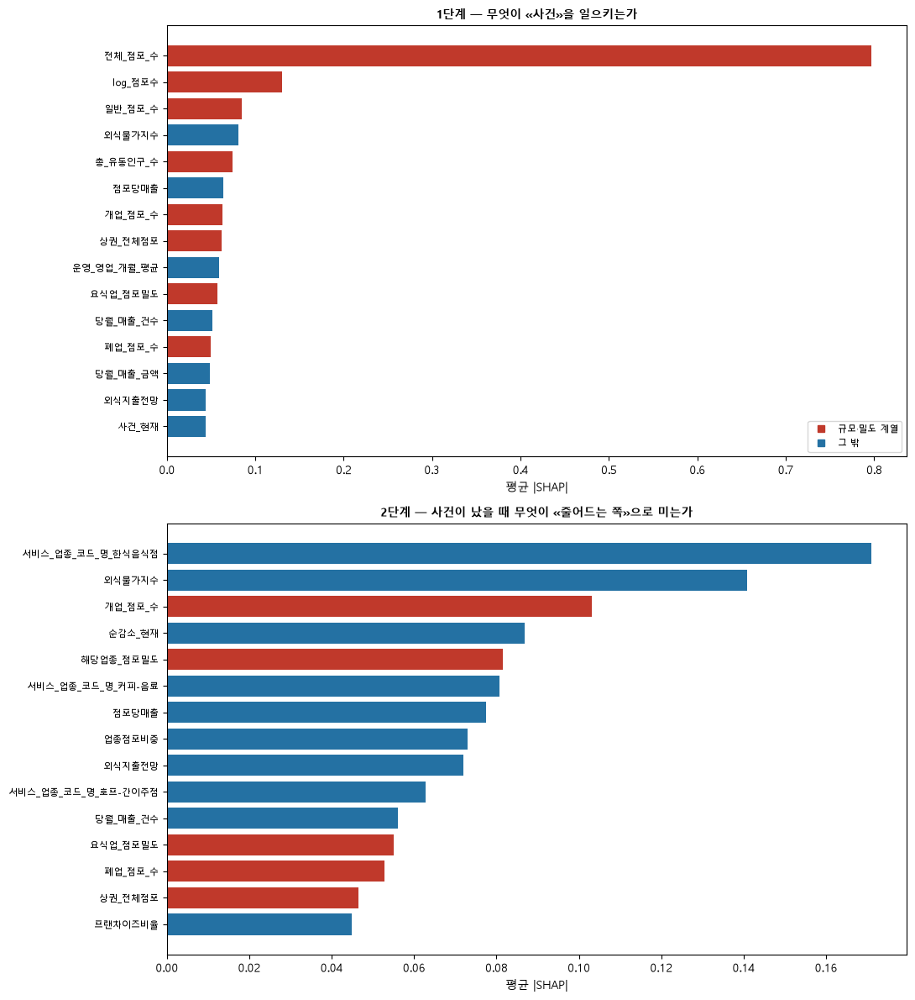 1단계 — 무엇이 «사건»을 일으키는가
전체_점포_수
log_점포수
일반_점포_수
외식물가지수
총_유동인구_수
점포당매출
개업_점포_수
상권_전체점포
운영_영업_개월_평균
요식업_점포밀도
당월_매출_건수
폐업_점포_수
당월_매출_금액
외식지출전망
사건_현재
규모·밀도 계열
그 밖
0.0 0.1 0.2 0.3 0.4 0.5 0.6 0.7 0.8
평균 |SHAP|
2단계 — 사건이 났을 때 무엇이 «줄어드는 쪽»으로 미는가
서비스_업종_코드_명_한식음식점
외식물가지수
개업_점포_수
순감소_현재
해당업종_점포밀도
서비스_업종_코드_명_커피-음료
점포당매출
업종점포비중
외식지출전망
서비스_업종_코드_명_호프-간이주점
당월_매출_건수
요식업_점포밀도
폐업_점포_수
상권_전체점포
프랜차이즈비율
0.00 0.02 0.04 0.06 0.08 0.10 0.12 0.14 0.16
평균 |SHAP|